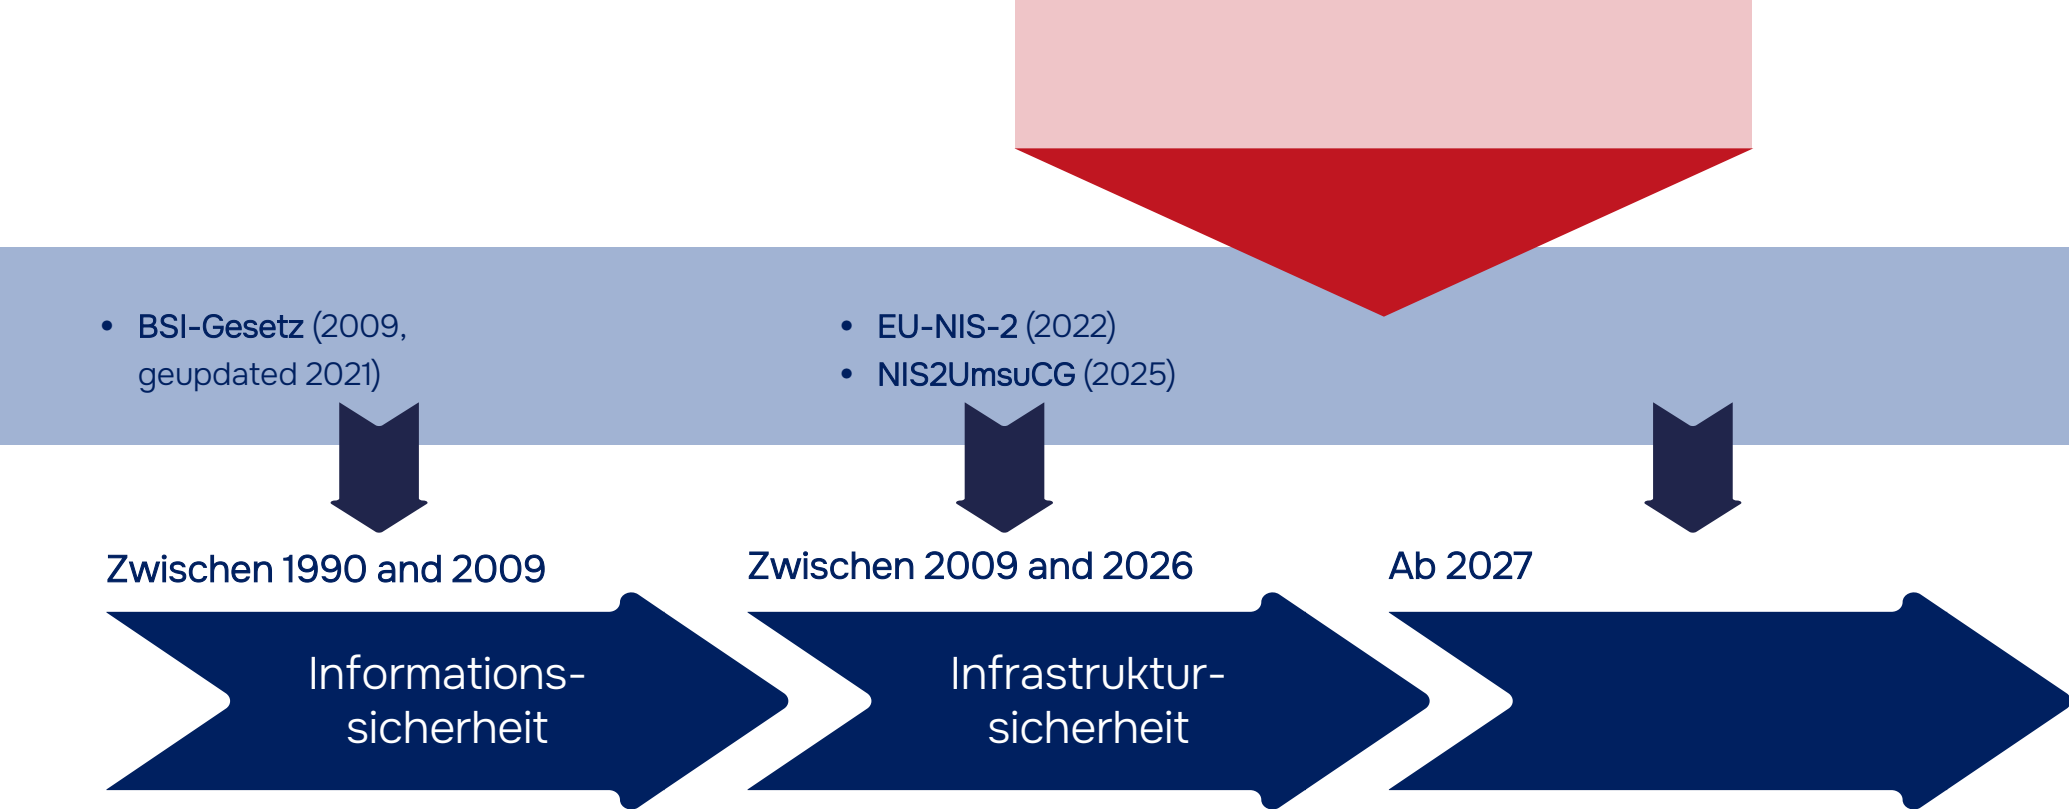 • BSI-Gesetz (2009,
geupdated 2021)
• EU-NIS-2 (2022)
• NIS2UmsuCG (2025)
Zwischen 1990 and 2009
Zwischen 2009 and 2026
Ab 2027
Informations-
sicherheit
Infrastruktur-
sicherheit